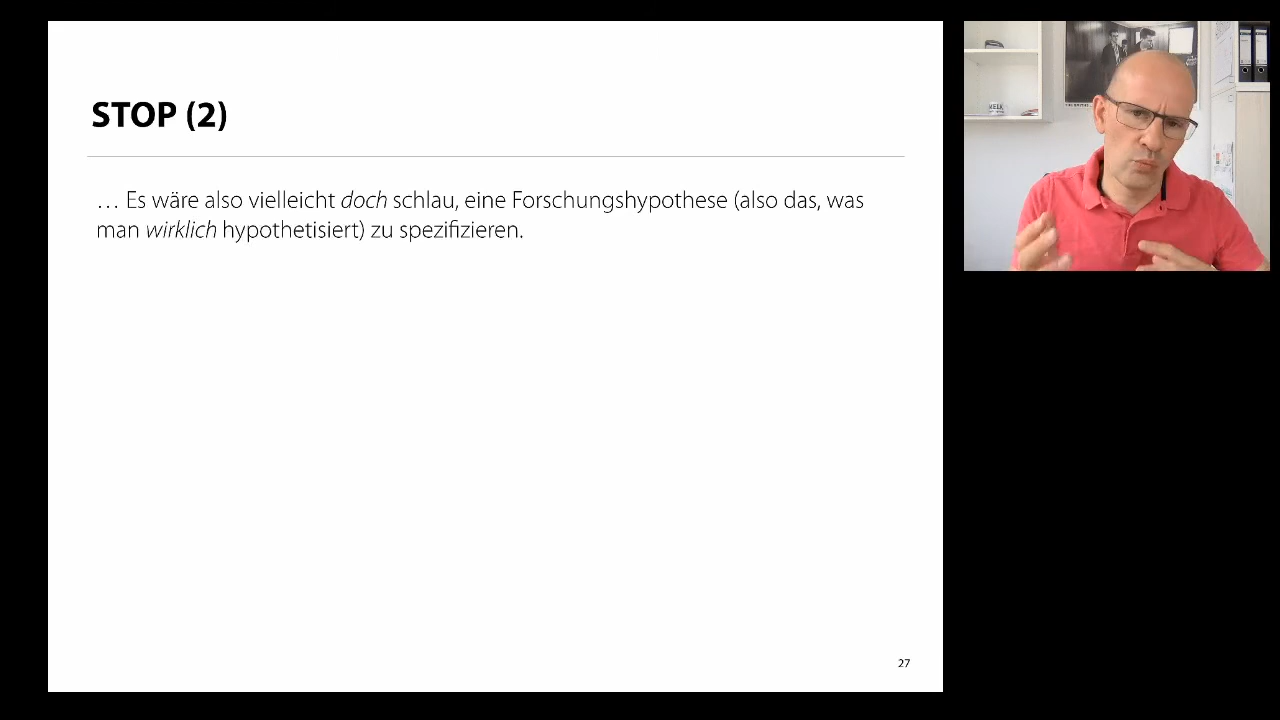 STOP (2)
… Es wäre also vielleicht doch schlau, eine Forschungshypothese (also das, was
man wirklich hypothetisiert) zu spezifizieren.
27